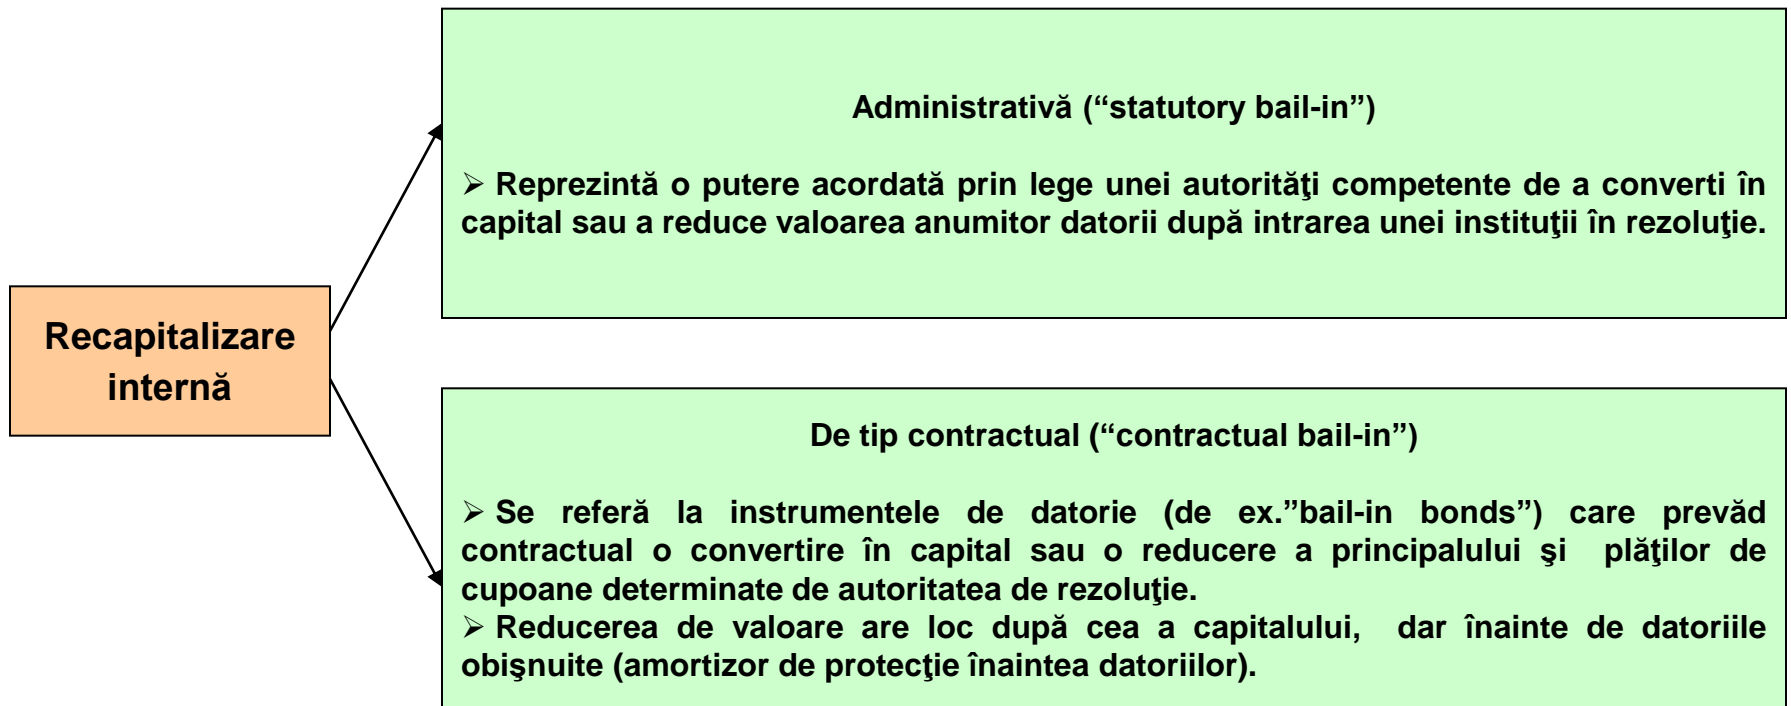 Administrativă (“statutory bail-in”)
➢ Reprezintă o putere acordată prin lege unei autorităţi competente de a converti în
capital sau a reduce valoarea anumitor datorii după intrarea unei instituţii în rezoluţie.
Recapitalizare
internă
De tip contractual (“contractual bail-in”)
➢ Se referă la instrumentele de datorie (de ex.”bail-in bonds”) care prevăd
contractual o convertire în capital sau o reducere a principalului şi plăţilor de
cupoane determinate de autoritatea de rezoluţie.
➢ Reducerea de valoare are loc după cea a capitalului, dar înainte de datoriile
obişnuite (amortizor de protecţie înaintea datoriilor).